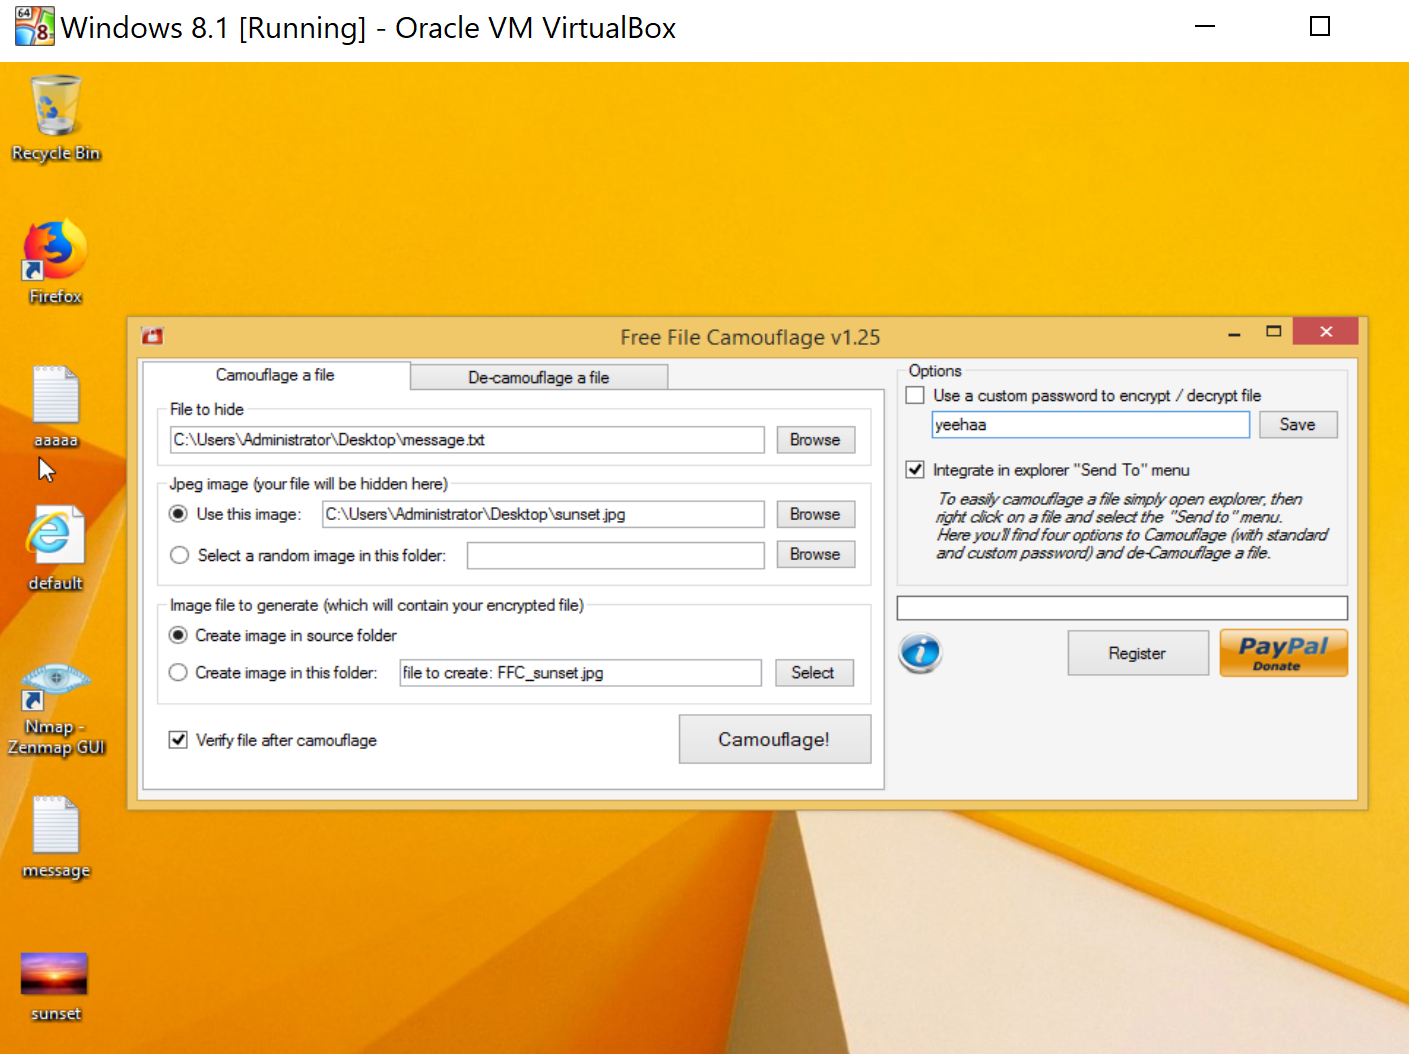 Windows 8.1 [Running] - Oracle VM VirtualBox
64
8
Recycle Bin
Firefox
aaaaa
default
Nmap -
Zenmap GUI
message
sunset
Free File Camouflage v1.25
Camouflage a file
De-camouflage a file
File to hide
C:\Users\Administrator\Desktop\message.txt
Browse
Jpeg image (your file will be hidden here)
Use this image:
C:\Users\Administrator\Desktop\sunset.jpg
Browse
Select a random image in this folder:
Browse
Image file to generate (which will contain your encrypted file)
Create image in source folder
Create image in this folder:
file to create: FFC_sunset.jpg
Select
Verify file after camouflage
Camouflage!
Options
Use a custom password to encrypt / decrypt file
yeehaa
Save
Integrate in explorer "Send To" menu
To easily camouflage a file simply open explorer, then
right click on a file and select the "Send to" menu.
Here you'll find four options to Camouflage (with standard
and custom password) and de-Camouflage a file.
Register
PayPal
Donate